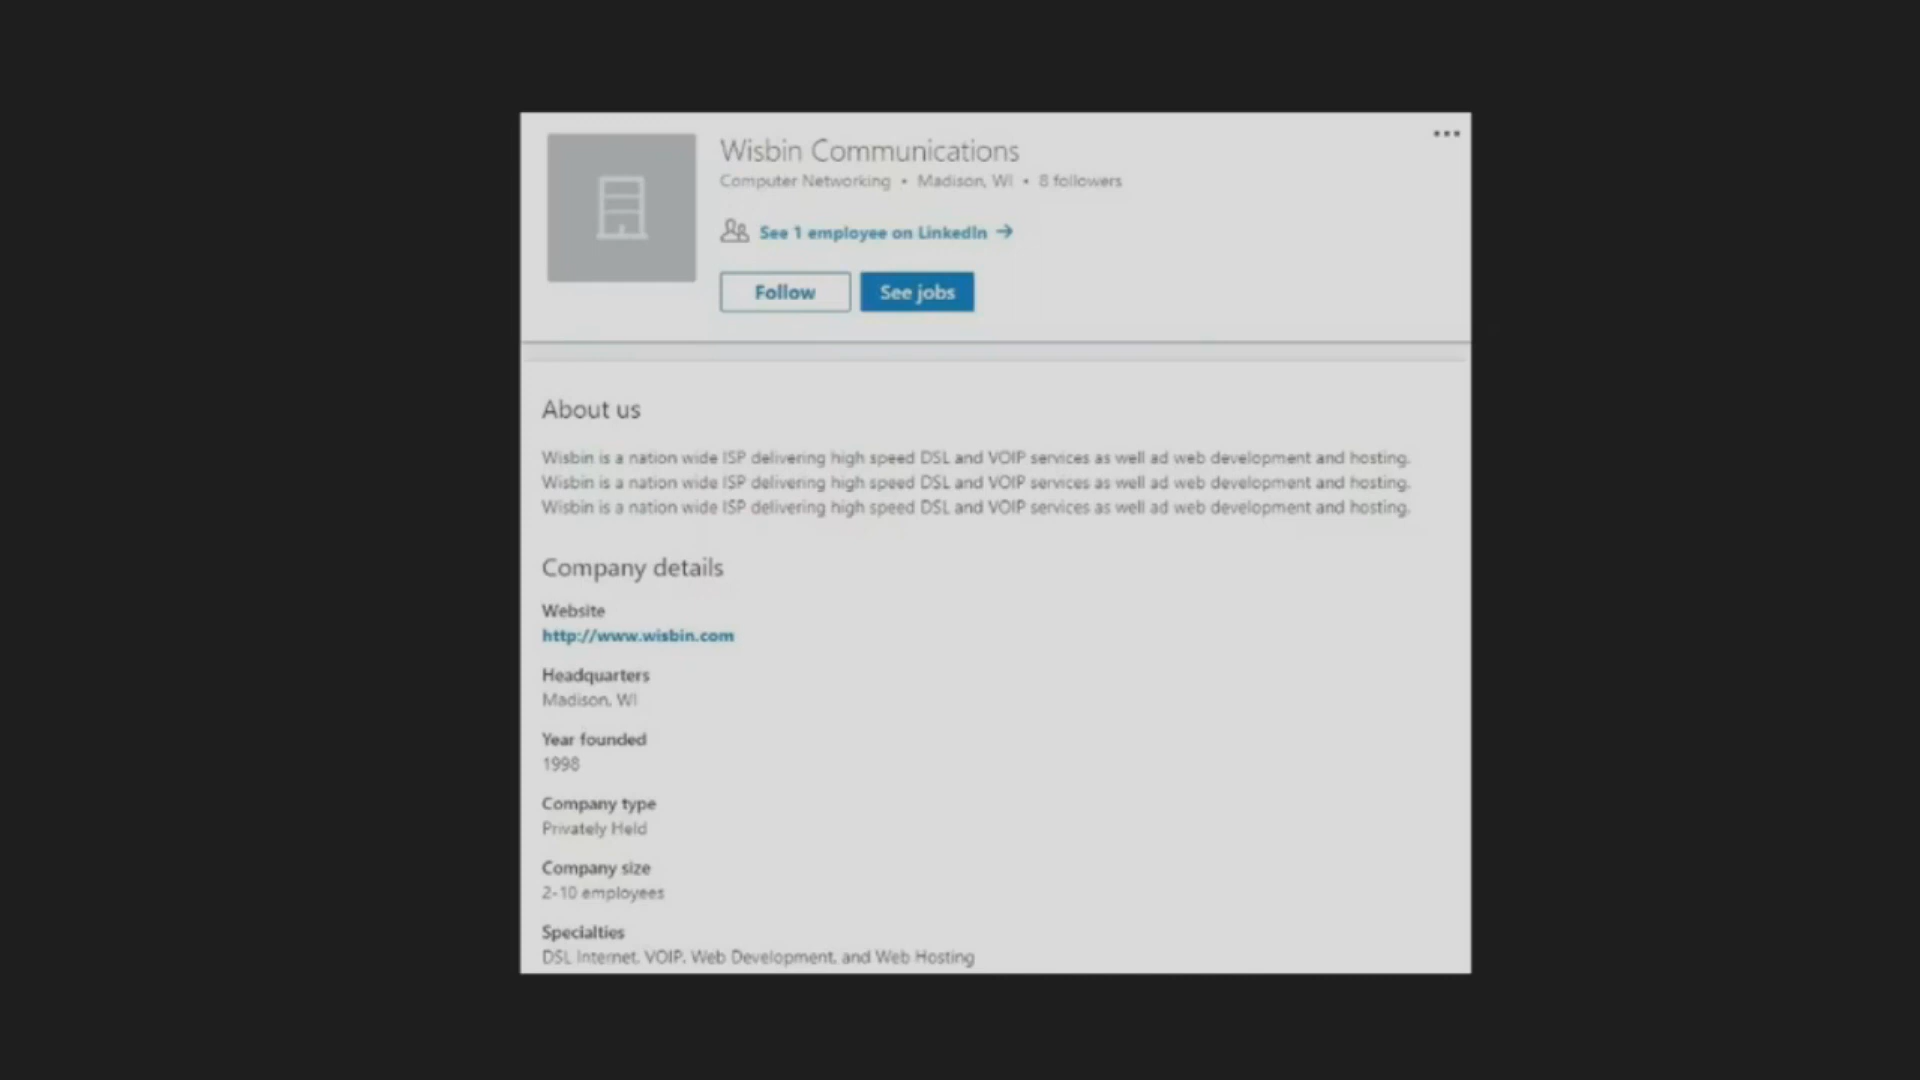 Wisbin Communications
Computer Networking • Madison, WI • 8 followers
See 1 employee on LinkedIn →
Follow
See jobs
About us
Wisbin is a nation wide ISP delivering high speed DSL and VOIP services as well ad web development and hosting.
Wisbin is a nation wide ISP delivering high speed DSL and VOIP services as well ad web development and hosting.
Wisbin is a nation wide ISP delivering high speed DSL and VOIP services as well ad web development and hosting.
Company details
Website
http://www.wisbin.com
Headquarters
Madison, WI
Year founded
1998
Company type
Privately Held
Company size
2-10 employees
Specialties
DSL Internet, VOIP, Web Development, and Web Hosting